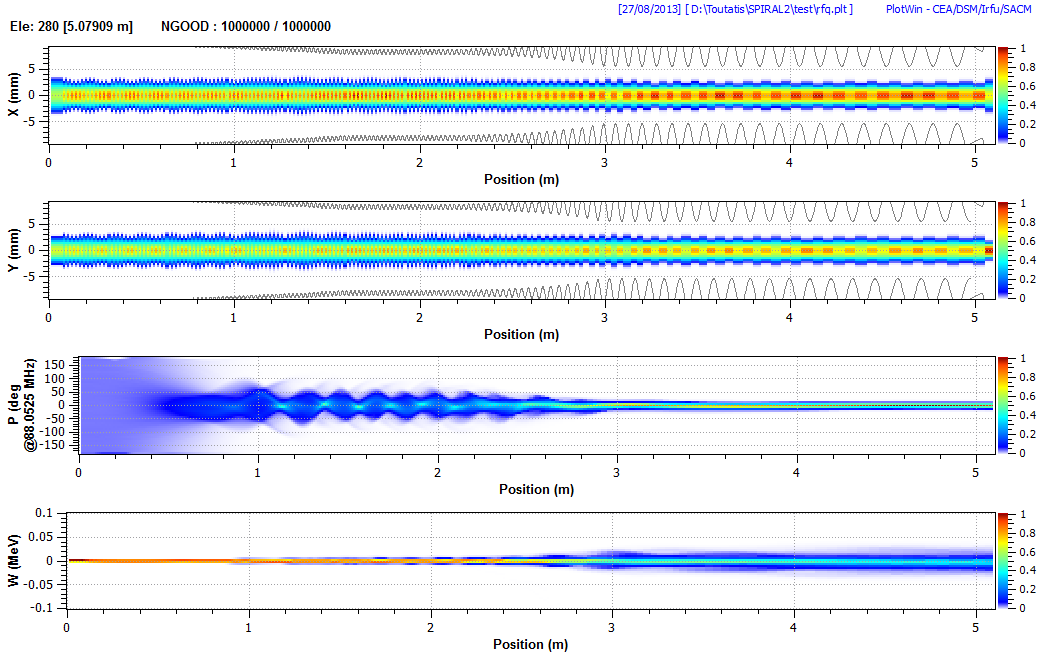 [27/08/2013] [ D:\Toutatis\SPIRAL2\test\rfq.plt ] PlotWin - CEA/DSM/Irfu/SACM
Ele: 280 [5.07909 m] NGOOD : 1000000 / 1000000
X (mm)
5
0
-5
0 1 2 3 4 5
Position (m)
1
0.8
0.6
0.4
0.2
0
Y (mm)
5
0
-5
0 1 2 3 4 5
Position (m)
1
0.8
0.6
0.4
0.2
0
P (deg
@88.0525 MHz)
150
100
50
0
-50
-100
-150
0 1 2 3 4 5
Position (m)
1
0.8
0.6
0.4
0.2
0
W (MeV)
0.1
0.05
0
-0.05
-0.1
0 1 2 3 4 5
Position (m)
1
0.8
0.6
0.4
0.2
0